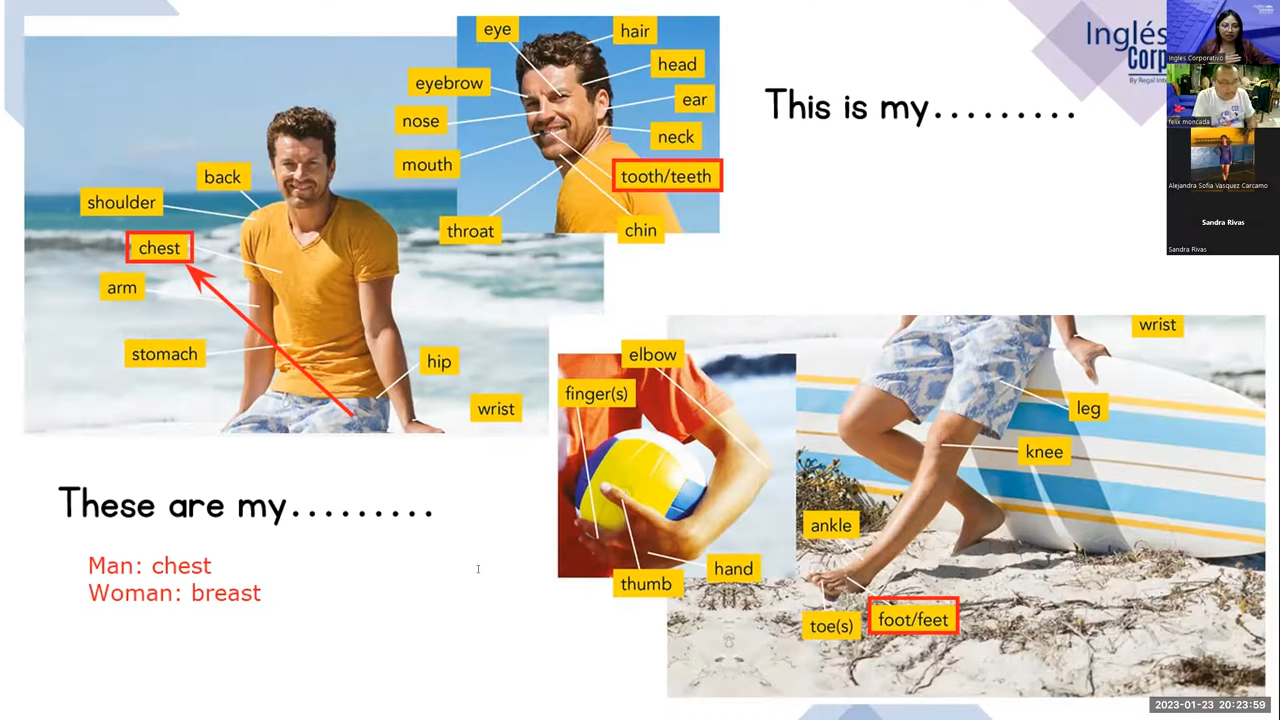 eye
hair
head
eyebrow
ear
nose
neck
mouth
tooth/teeth
throat
chin
back
shoulder
chest
arm
stomach
hip
wrist
This is my.........
These are my.........
Man: chest
Woman: breast
elbow
finger(s)
hand
thumb
wrist
leg
knee
ankle
toe(s)
foot/feet
Inglés
Corp
By Regal Inte
Ingles Corporativo
felix moncada
Alejandra Sofia Vasquez Carcamo
Sandra Rivas
Sandra Rivas
2023-01-23 20:23:59